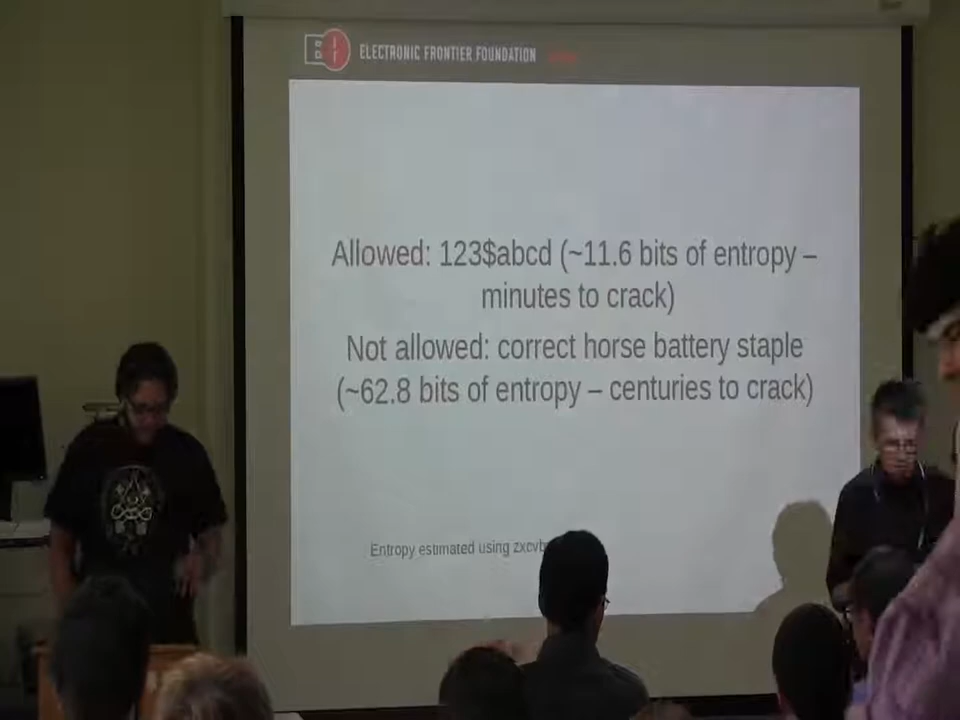 ELECTRONIC FRONTIER FOUNDATION
Allowed: 123$abcd (~11.6 bits of entropy –
minutes to crack)
Not allowed: correct horse battery staple
(~62.8 bits of entropy – centuries to crack)
Entropy estimated using